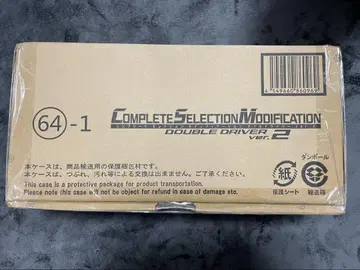 4549660860969
64-1
COMPLETE SELECTION MODIFICATION
DOUBLE DRIVER ver.2
ダンボール
紙
保護シート
輸送箱
本ケースは、商品輸送用の保護梱包材です。
本ケースは、つぶれ、汚れ等による交換は出来ません。ご了承ください。
This case is a protective package for product transportation.
Please note this case will not be object for refund in ease of damage etc.